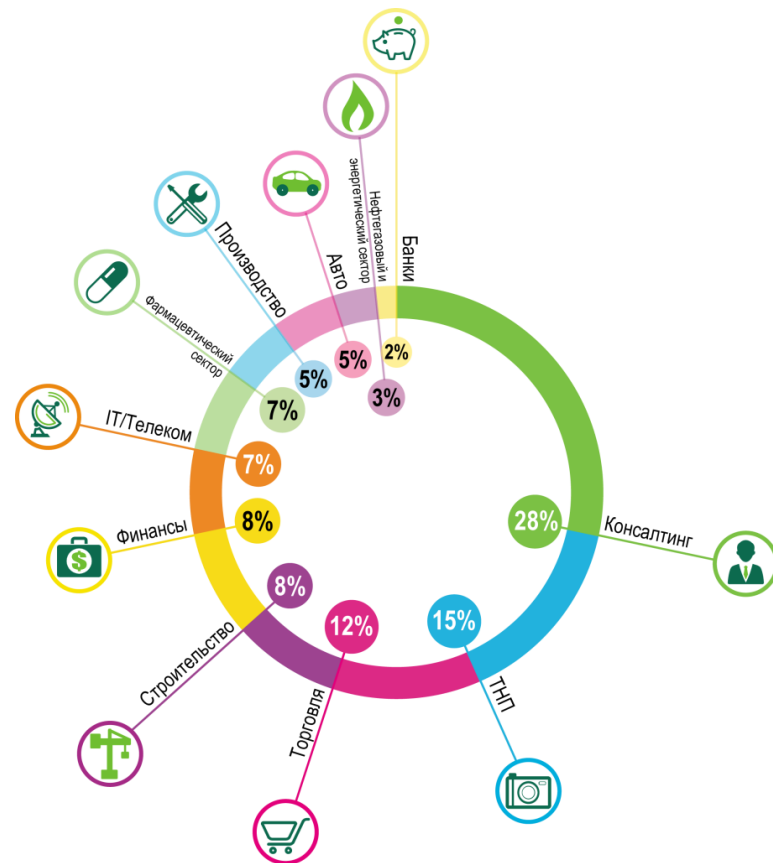 Банки
2%
Нефтегазовый и
энергетический сектор
3%
Авто
5%
Производство
5%
Фармацевтический
сектор
7%
IT/Телеком
7%
Финансы
8%
$
Строительство
8%
Торговля
12%
ТНП
15%
Консалтинг
28%